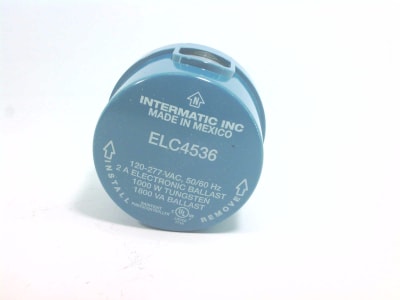 N
INTERMATIC INC
MADE IN MEXICO
ELC4536
120-277 VAC, 50/60 Hz
2 A ELECTRONIC BALLAST
1000 W TUNGSTEN
1800 VA BALLAST
INSTALL
REMOVE
UL